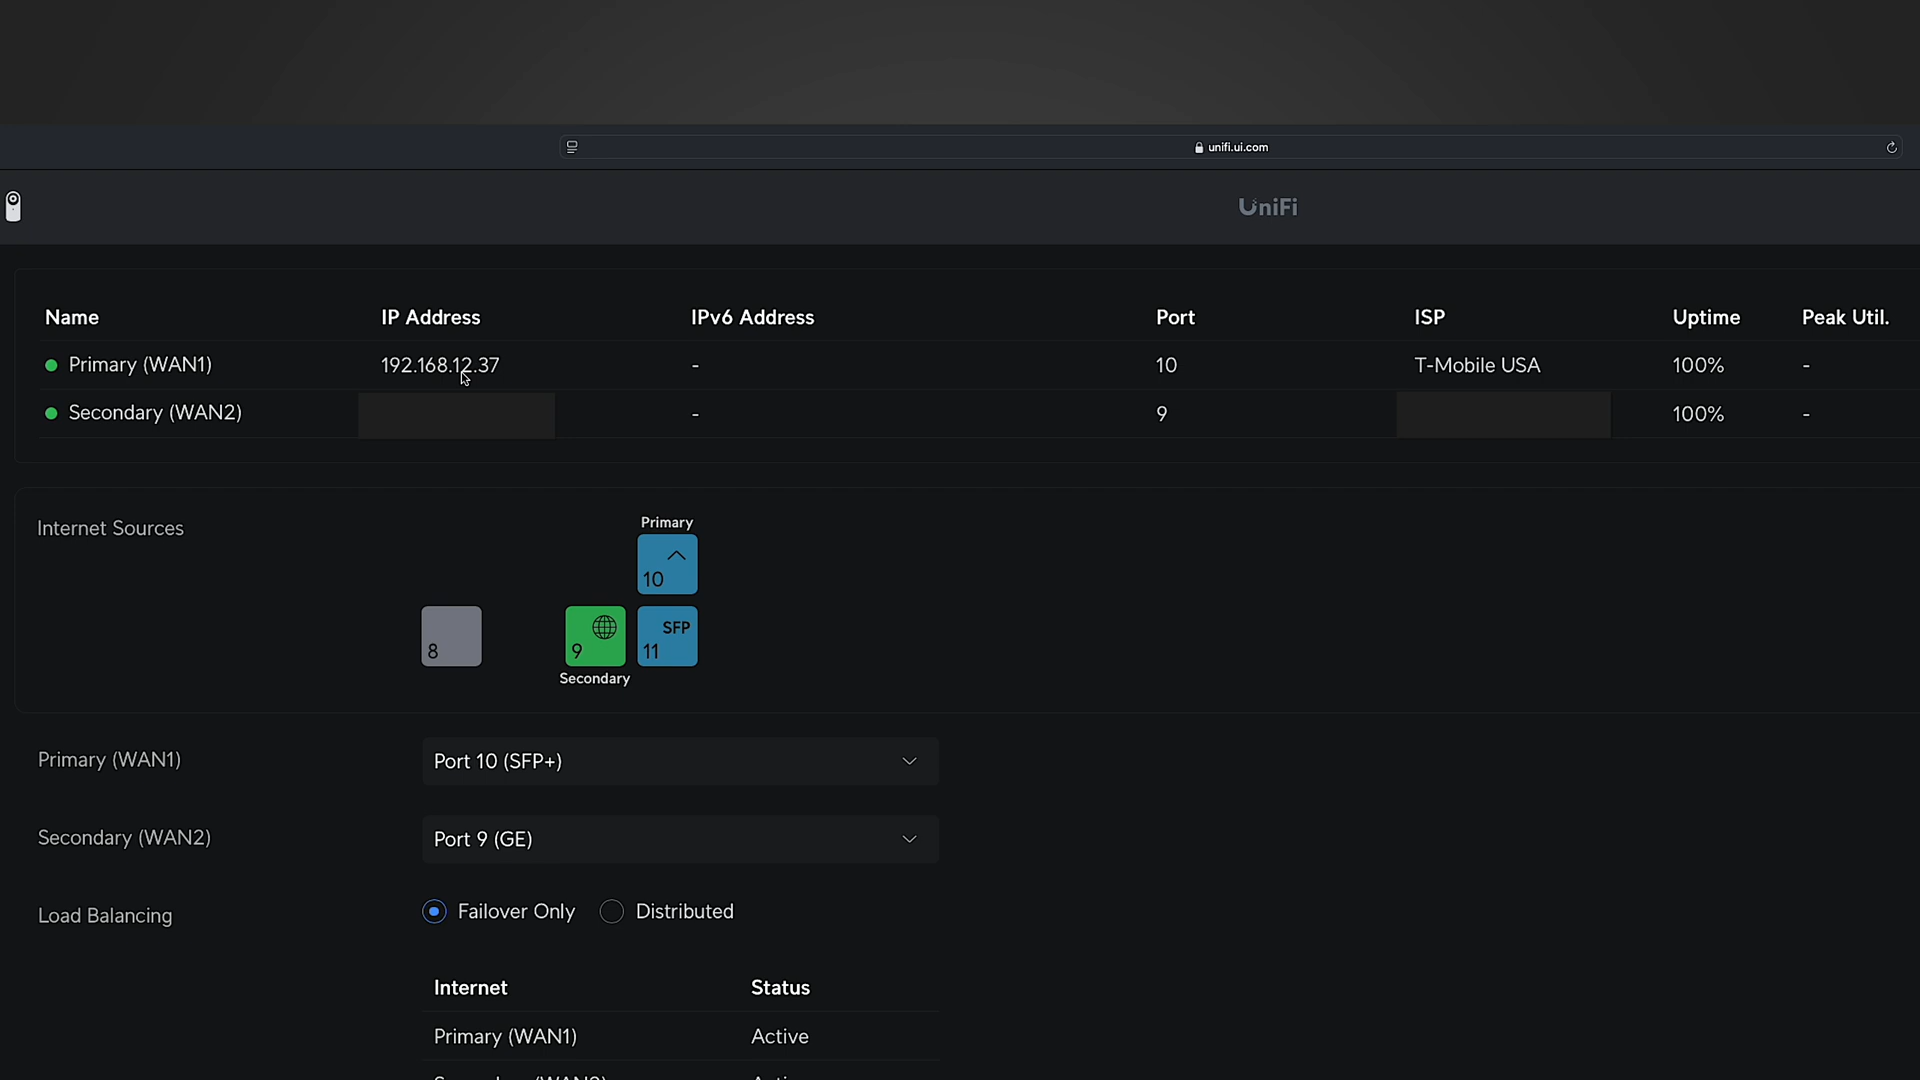 unifi.ui.com
UniFi
Name IP Address IPv6 Address Port ISP Uptime Peak Util.
Primary (WAN1) 192.168.12.37 - 10 T-Mobile USA 100% -
Secondary (WAN2) - 9 100% -
Internet Sources
Primary
10
8
9
SFP
11
Secondary
Primary (WAN1) Port 10 (SFP+)
Secondary (WAN2) Port 9 (GE)
Load Balancing Failover Only Distributed
Internet Status
Primary (WAN1) Active